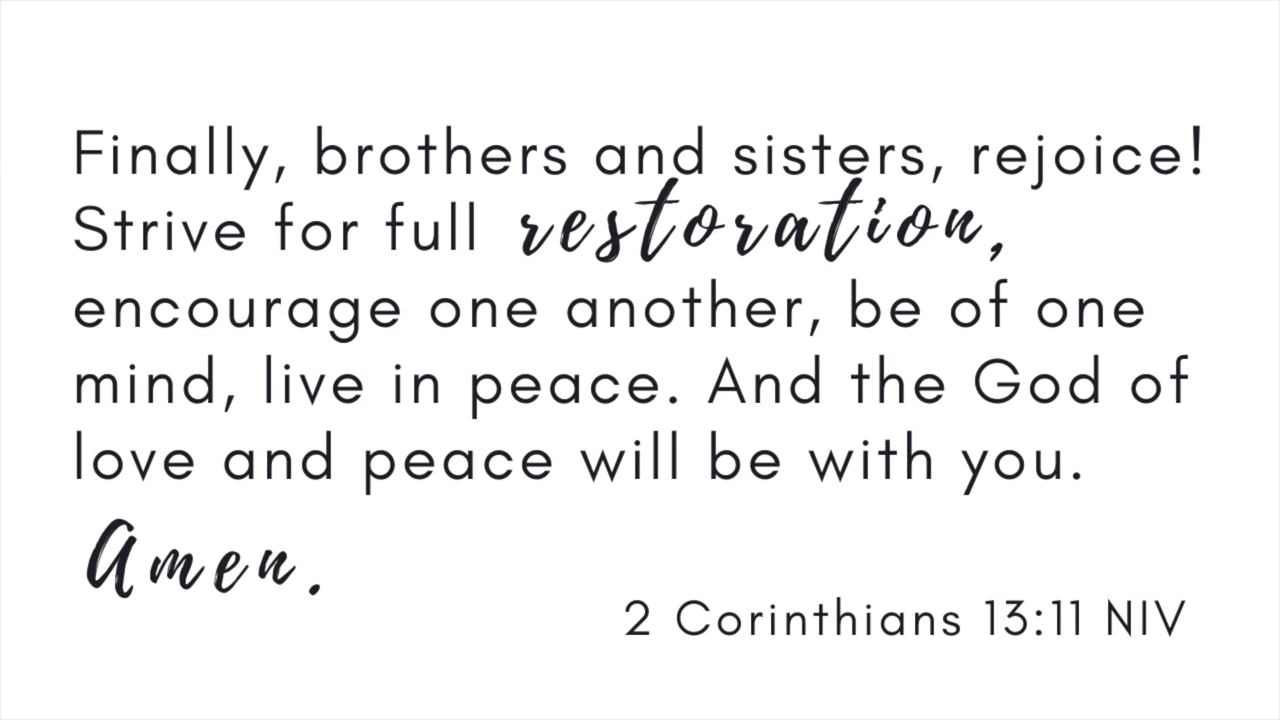 Finally, brothers and sisters, rejoice!
Strive for full restoration,
encourage one another, be of one
mind, live in peace. And the God of
love and peace will be with you.
Amen.
2 Corinthians 13:11 NIV